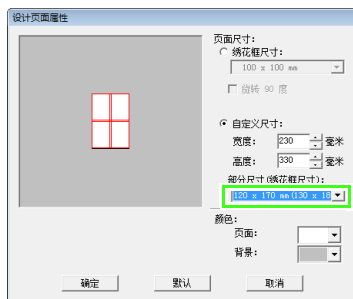 设计页面属性
页面尺寸:
绣花框尺寸:
100 x 100 mm
旋转 90 度
自定义尺寸:
宽度: 230 毫米
高度: 330 毫米
部分尺寸(绣花框尺寸):
120 x 170 mm (130 x 18
颜色:
页面:
背景:
确定 默认 取消